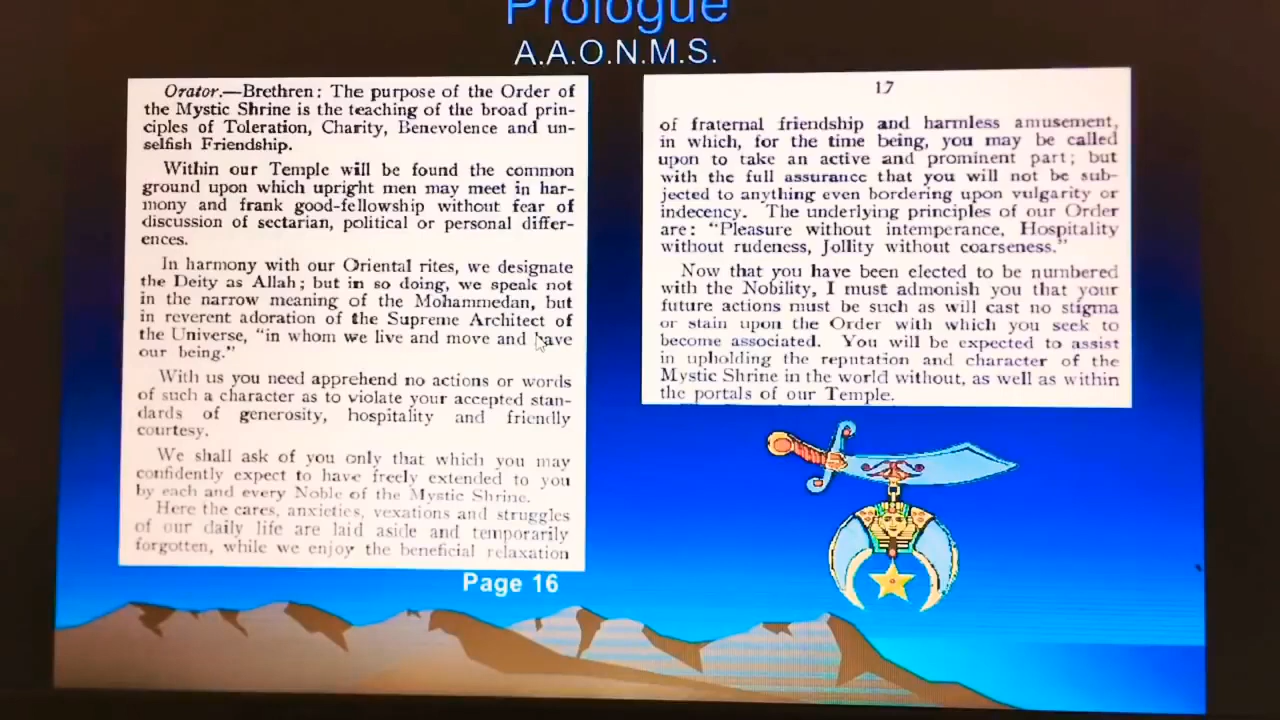 Prologue
A.A.O.N.M.S.
Orator.—Brethren: The purpose of the Order of
the Mystic Shrine is the teaching of the broad prin-
ciples of Toleration, Charity, Benevolence and un-
selfish Friendship.
Within our Temple will be found the common
ground upon which upright men may meet in har-
mony and frank good-fellowship without fear of
discussion of sectarian, political or personal differ-
ences.
In harmony with our Oriental rites, we designate
the Deity as Allah; but in so doing, we speak not
in the narrow meaning of the Mohammedan, but
in reverent adoration of the Supreme Architect of
the Universe, “in whom we live and move and have
our being.”
With us you need apprehend no actions or words
of such a character as to violate your accepted stan-
dards of generosity, hospitality and friendly
courtesy.
We shall ask of you only that which you may
confidently expect to have freely extended to you
by each and every Noble of the Mystic Shrine.
Here the cares, anxieties, vexations and struggles
of our daily life are laid aside and temporarily
forgotten, while we enjoy the beneficial relaxation
Page 16
17
of fraternal friendship and harmless amusement,
in which, for the time being, you may be called
upon to take an active and prominent part; but
with the full assurance that you will not be sub-
jected to anything even bordering upon vulgarity or
indecency. The underlying principles of our Order
are: “Pleasure without intemperance, Hospitality
without rudeness, Jollity without coarseness.”
Now that you have been elected to be numbered
with the Nobility, I must admonish you that your
future actions must be such as will cast no stigma
or stain upon the Order with which you seek to
become associated. You will be expected to assist
in upholding the reputation and character of the
Mystic Shrine in the world without, as well as within
the portals of our Temple.